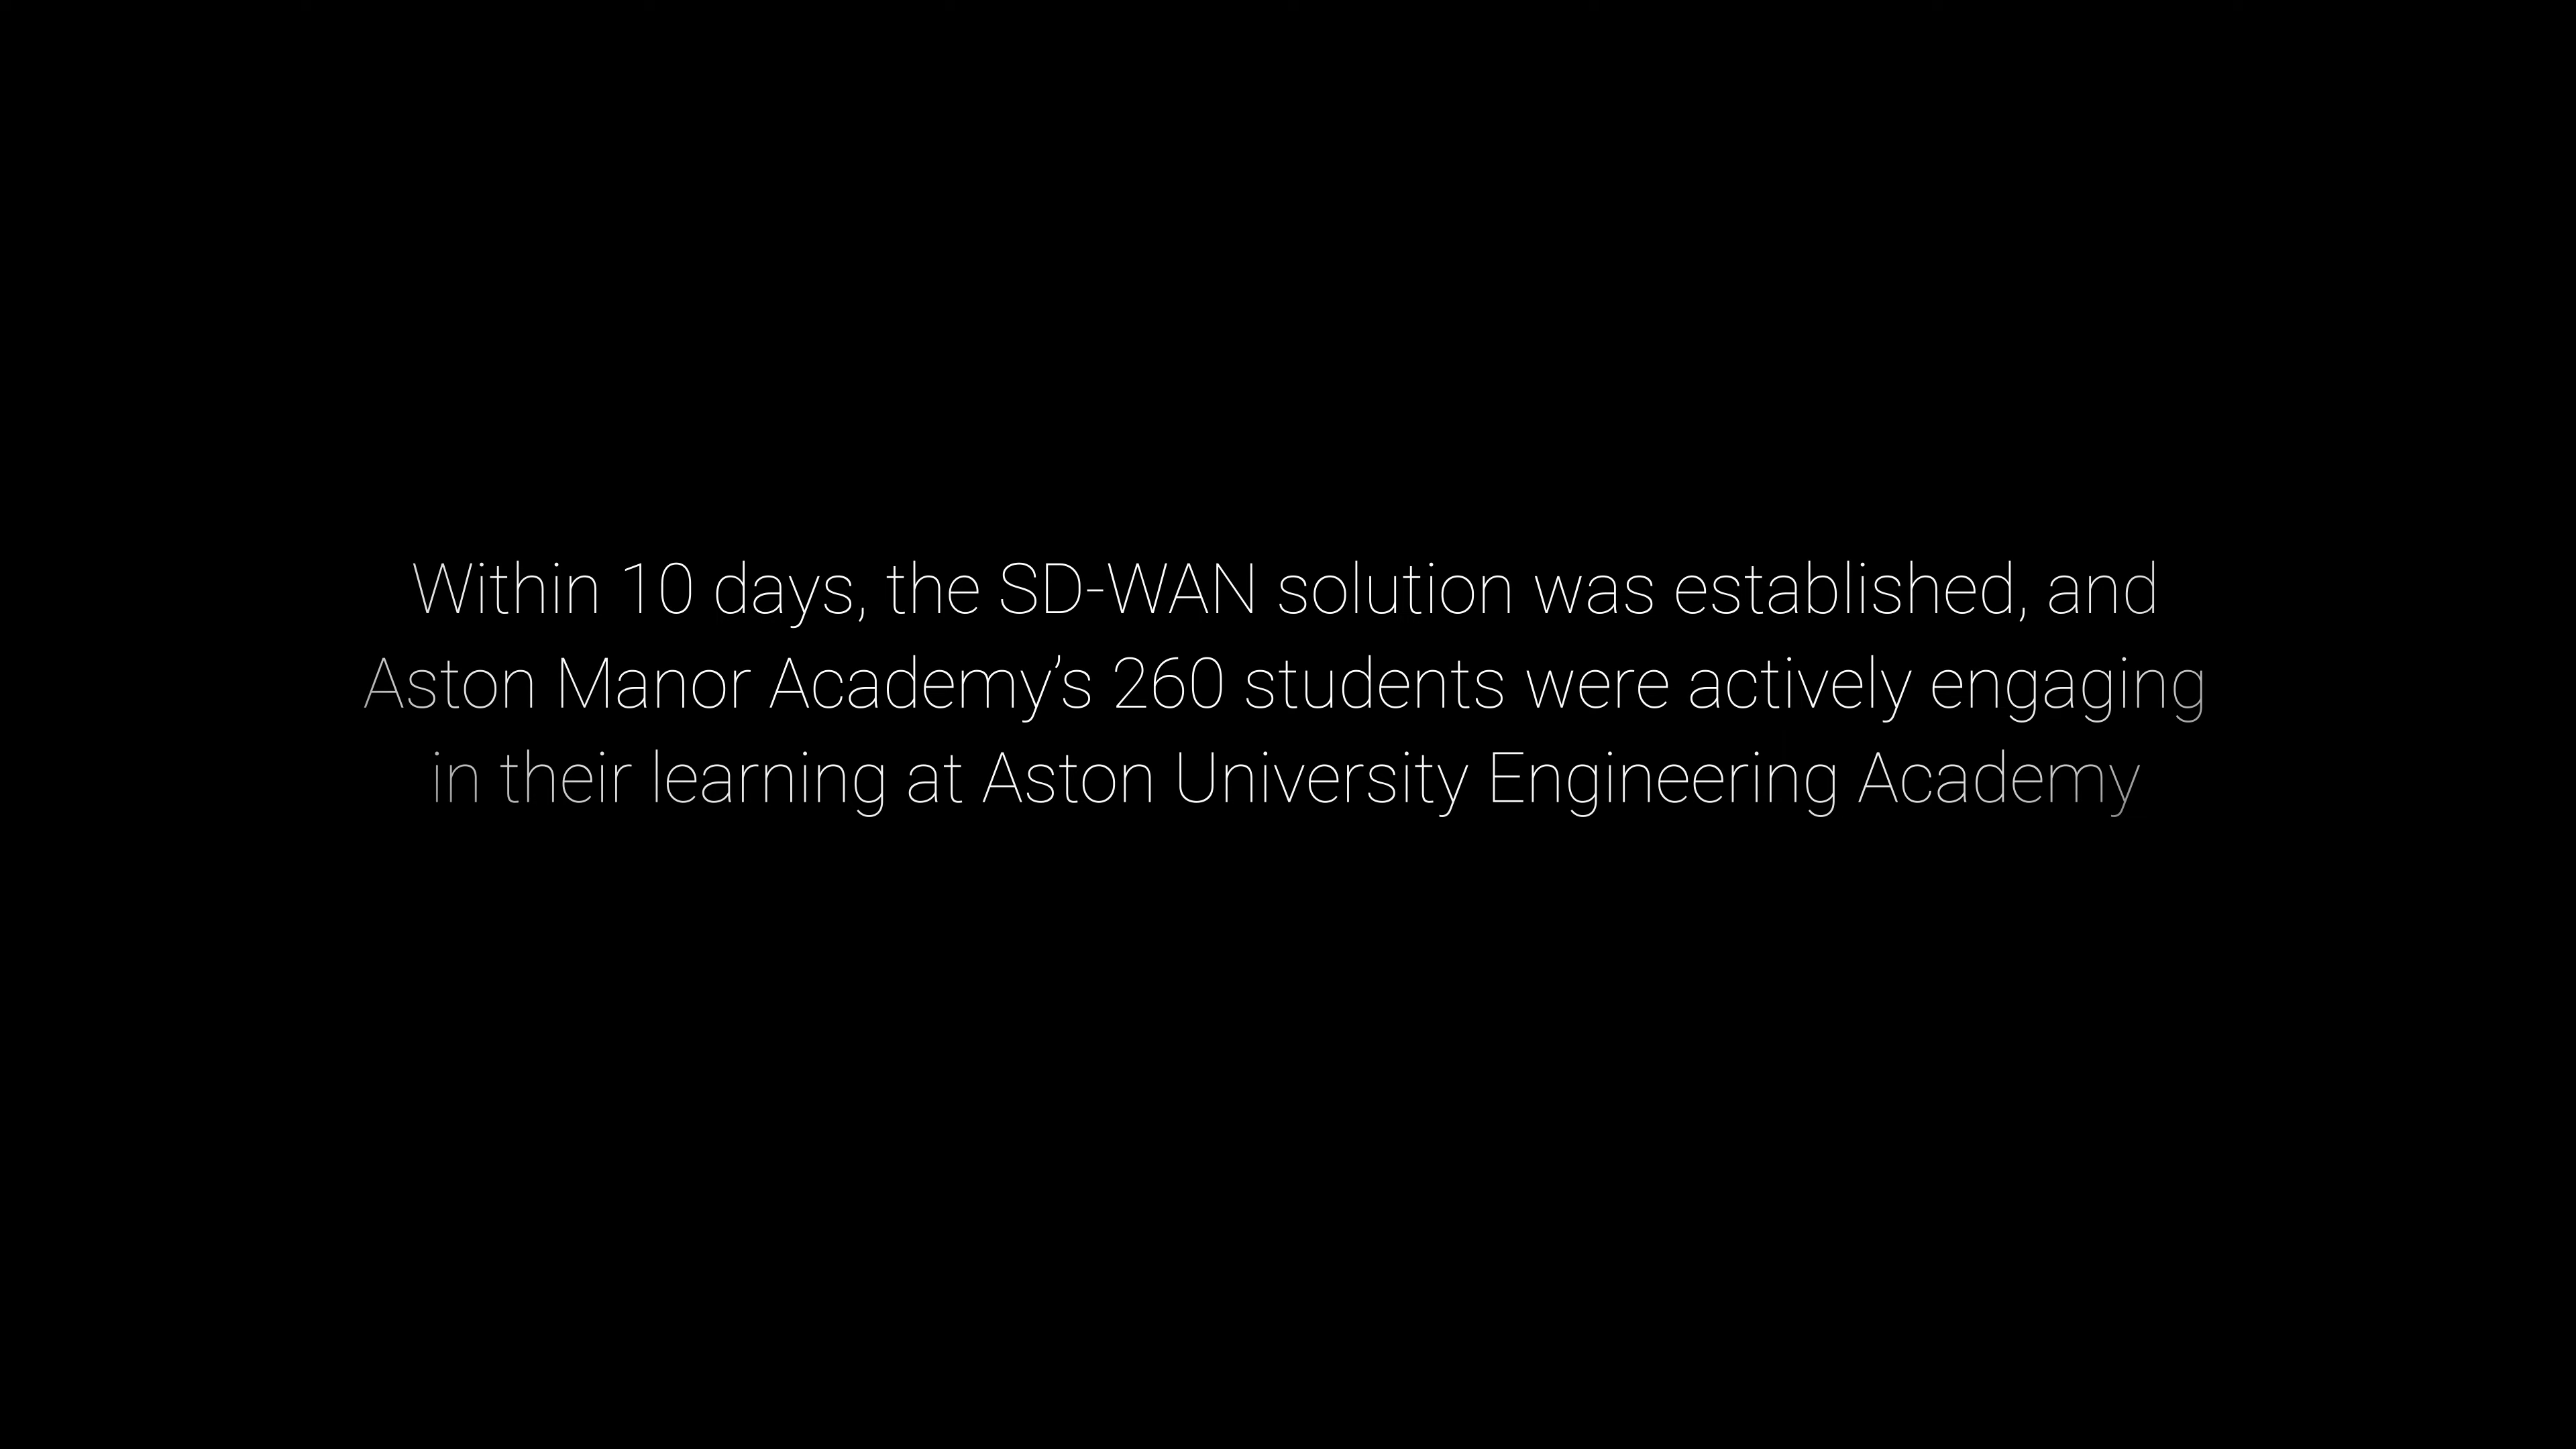 Within 10 days, the SD-WAN solution was established, and
Aston Manor Academy’s 260 students were actively engaging
in their learning at Aston University Engineering Academy